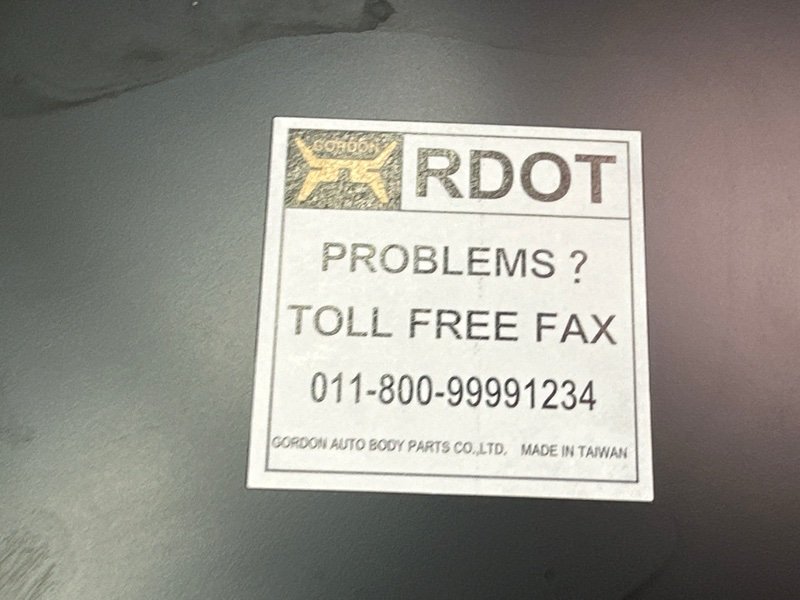 GORDON
RDOT
PROBLEMS ?
TOLL FREE FAX
011-800-99991234
GORDON AUTO BODY PARTS CO.,LTD. MADE IN TAIWAN